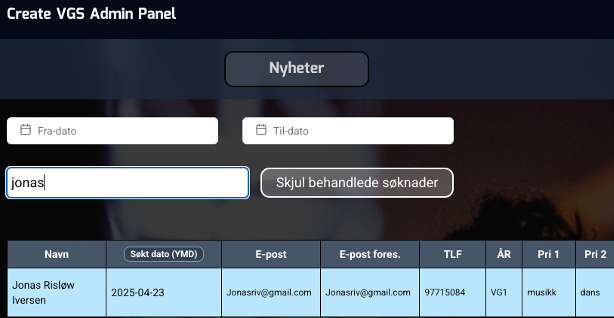 Create VGS Admin Panel
Nyheter
Fra-dato
Til-dato
jonas
Skjul behandlede søknader
Navn
Søkt dato (YMD)
E-post
E-post fores.
TLF
ÅR
Pri 1
Pri 2
Jonas Risløw
Iversen
2025-04-23
Jonasriv@gmail.com
Jonasriv@gmail.com
97715084
VG1
musikk
dans